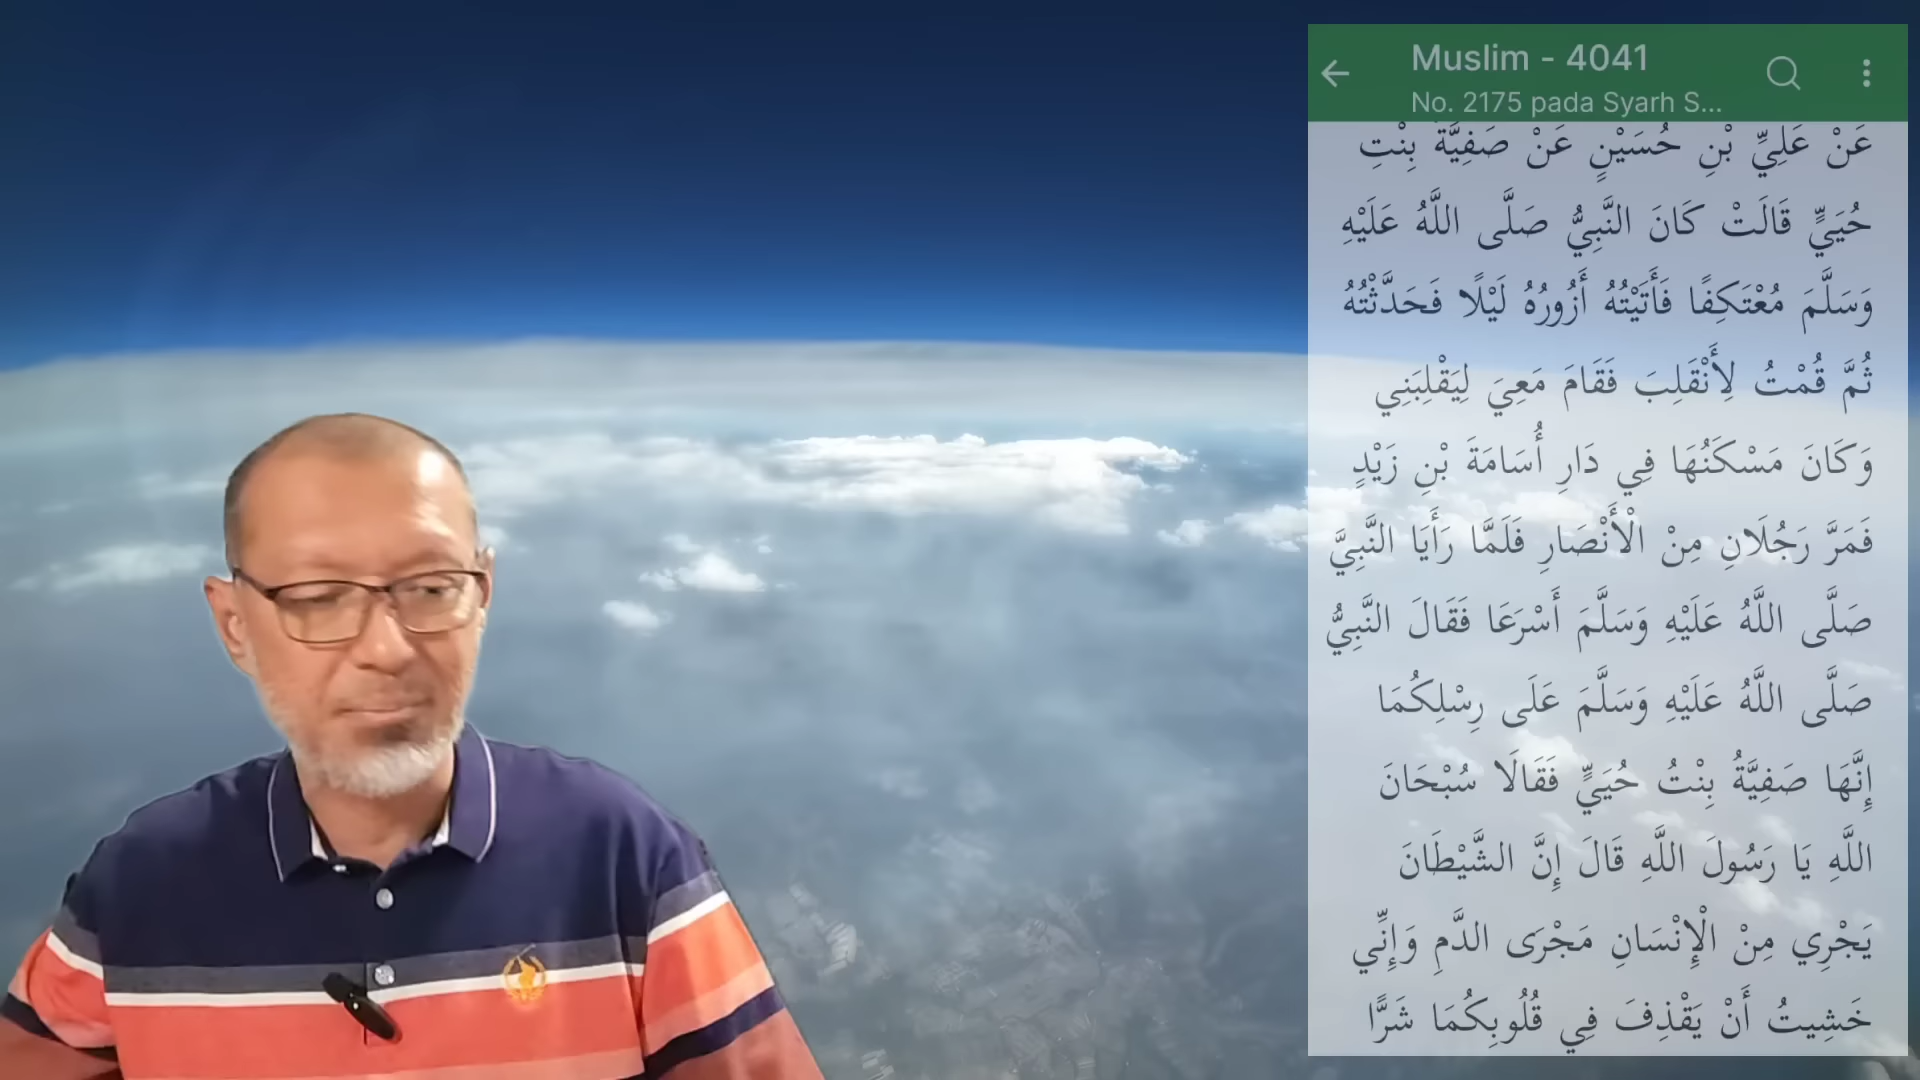 Muslim - 4041
No. 2175 pada Syarh S...
عَنْ عَلِيِّ بْنِ حُسَيْنٍ عَنْ صَفِيَّةَ بِنْتِ
حُيَيٍّ قَالَتْ كَانَ النَّبِيُّ صَلَّى اللَّهُ عَلَيْهِ
وَسَلَّمَ مُعْتَكِفًا فَأَتَيْتُهُ أَزُورُهُ لَيْلًا فَحَدَّثْتُهُ
ثُمَّ قُمْتُ لِأَنْقَلِبَ فَقَامَ مَعِيَ لِيَقْلِبَنِي
وَكَانَ مَسْكَنُهَا فِي دَارِ أُسَامَةَ بْنِ زَيْدٍ
فَمَرَّ رَجُلَانِ مِنْ الْأَنْصَارِ فَلَمَّا رَأَيَا النَّبِيَّ
صَلَّى اللَّهُ عَلَيْهِ وَسَلَّمَ أَسْرَعَا فَقَالَ النَّبِيُّ
صَلَّى اللَّهُ عَلَيْهِ وَسَلَّمَ عَلَى رِسْلِكُمَا
إِنَّهَا صَفِيَّةُ بِنْتُ حُيَيٍّ فَقَالَا سُبْحَانَ
اللَّهِ يَا رَسُولَ اللَّهِ قَالَ إِنَّ الشَّيْطَانَ
يَجْرِي مِنْ الْإِنْسَانِ مَجْرَى الدَّمِ وَإِنِّي
خَشِيتُ أَنْ يَقْذِفَ فِي قُلُوبِكُمَا شَرًّا